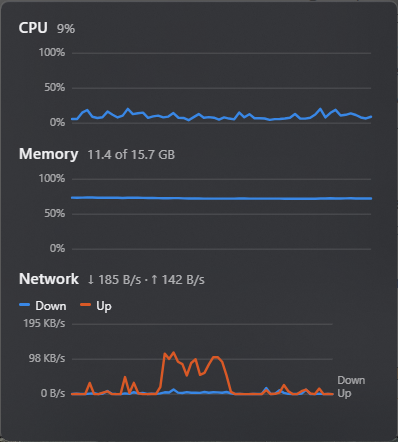 CPU 9%
100%
50%
0%
Memory 11.4 of 15.7 GB
100%
50%
0%
Network ↓ 185 B/s · ↑ 142 B/s
Down Up
195 KB/s
98 KB/s
Down
0 B/s Up